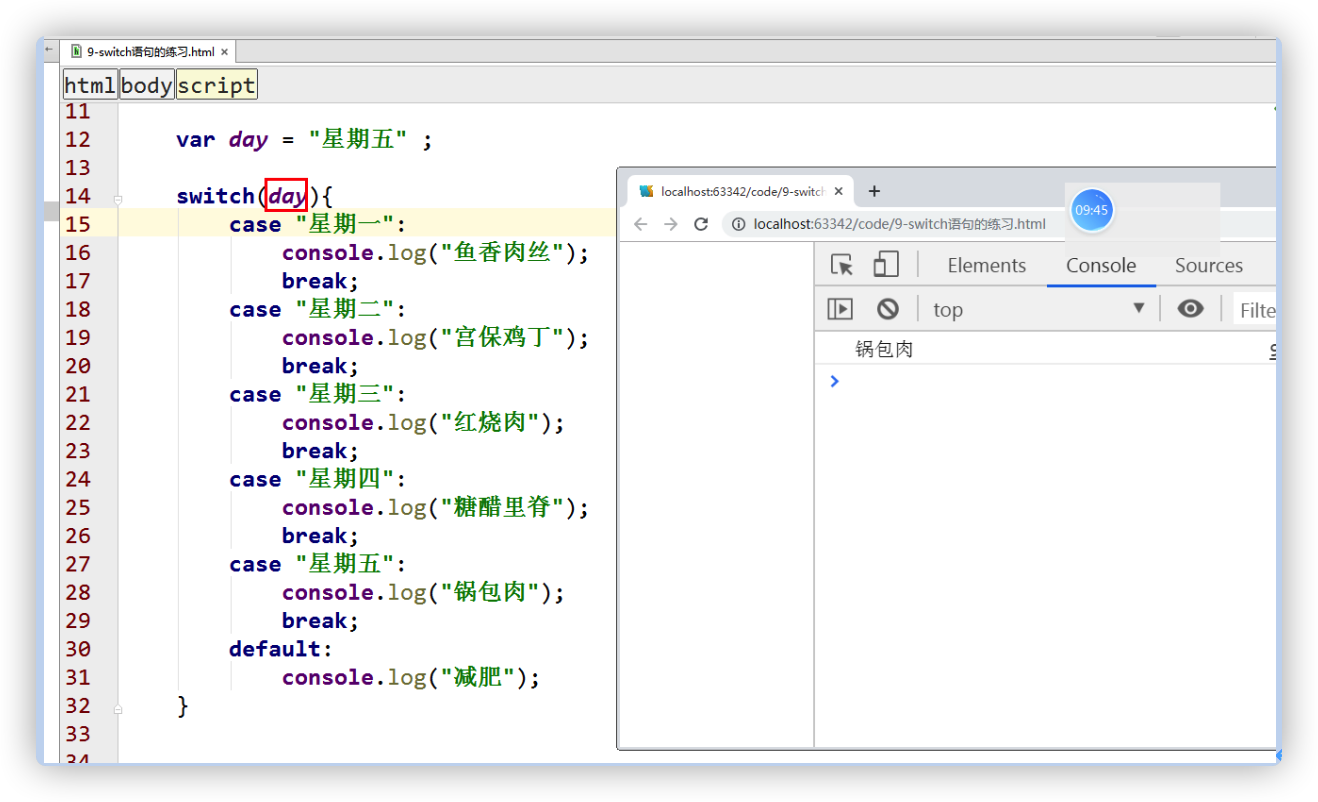 9-switch语句的练习.html ×
html body script
11
12 var day = "星期五" ;
13
14 switch(day){
15 case "星期一":
16 console.log("鱼香肉丝");
17 break;
18 case "星期二":
19 console.log("宫保鸡丁");
20 break;
21 case "星期三":
22 console.log("红烧肉");
23 break;
24 case "星期四":
25 console.log("糖醋里脊");
26 break;
27 case "星期五":
28 console.log("锅包肉");
29 break;
30 default:
31 console.log("减肥");
32 }
33
34
localhost:63342/code/9-switch × +
09:45
localhost:63342/code/9-switch语句的练习.html
Elements Console Sources
top Filte
锅包肉